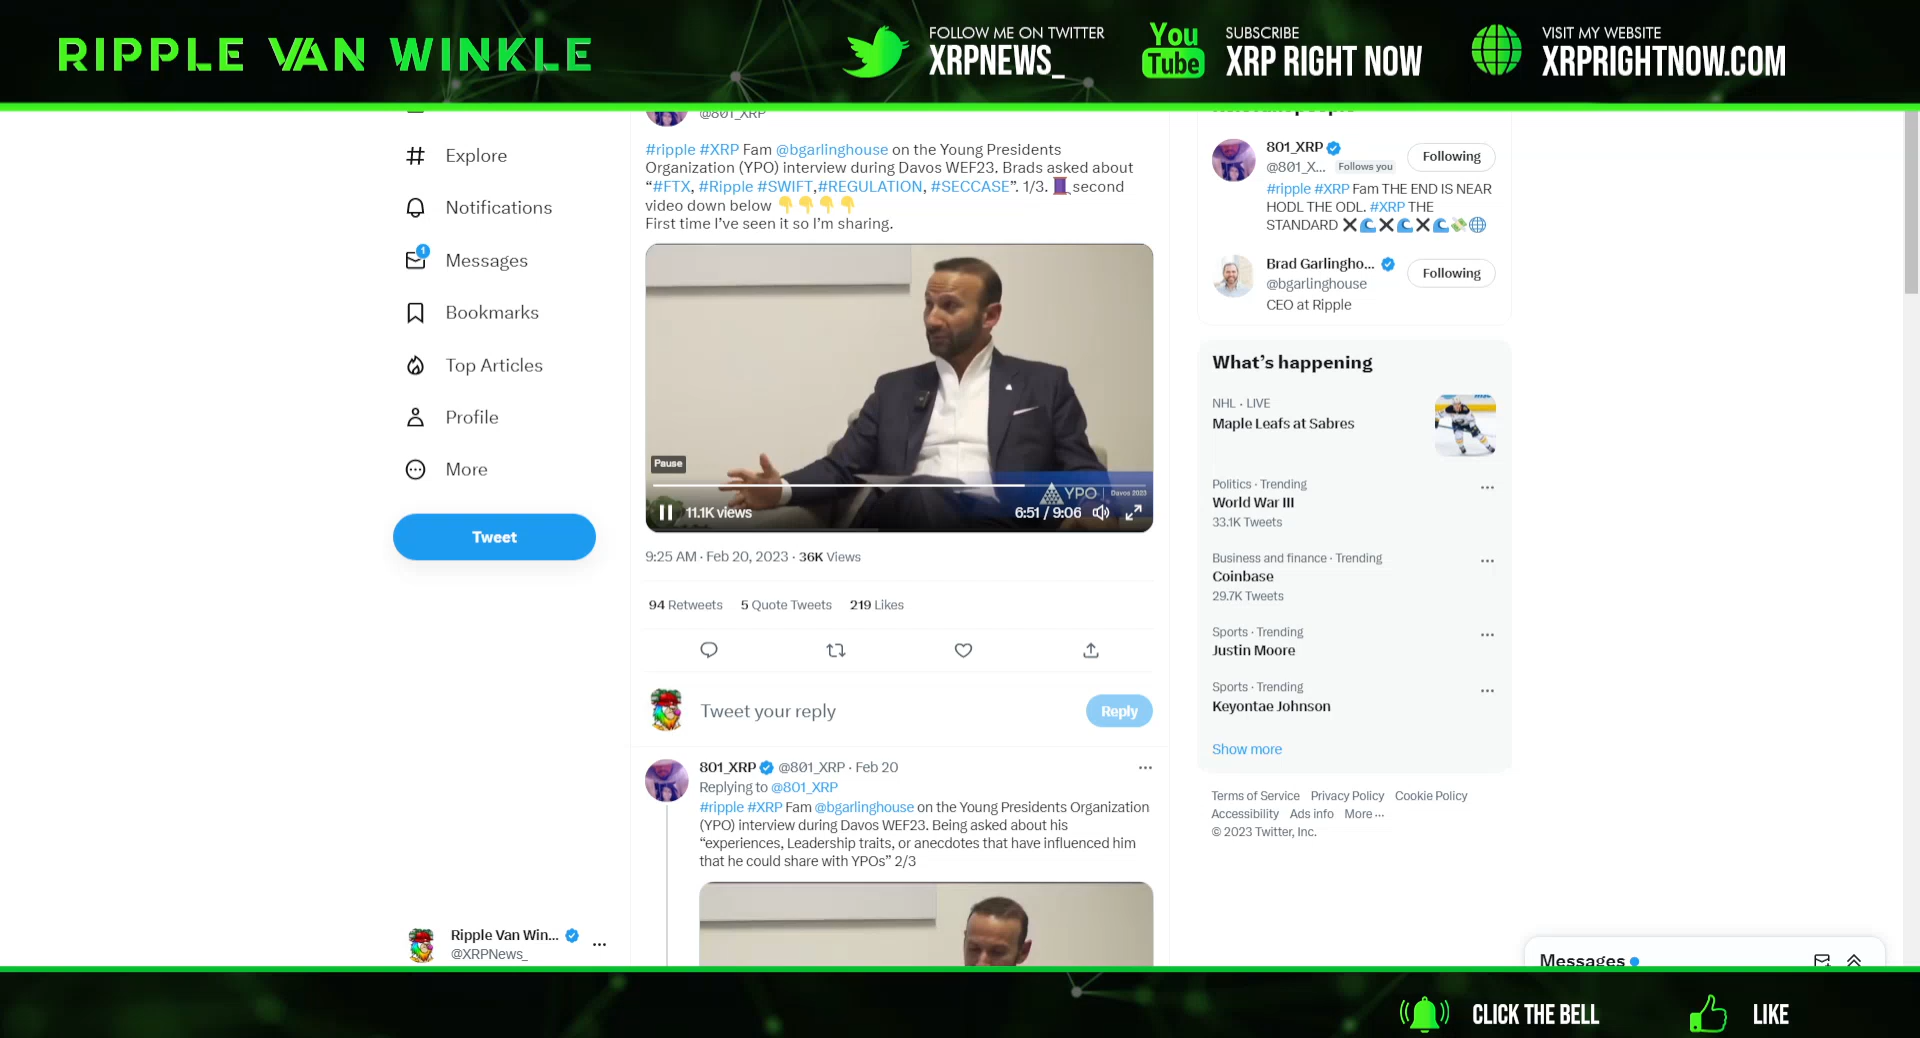 RIPPLE VAN WINKLE
FOLLOW ME ON TWITTER
XRPNEWS_
You
Tube
SUBSCRIBE
XRP RIGHT NOW
VISIT MY WEBSITE
XRPRIGHTNOW.COM
Explore
Notifications
1
Messages
Bookmarks
Top Articles
Profile
More
Tweet
Ripple Van Win...
@XRPNews_
@801_XRP
#ripple #XRP Fam @bgarlinghouse on the Young Presidents
Organization (YPO) interview during Davos WEF23. Brads asked about
“#FTX, #Ripple #SWIFT,#REGULATION, #SECCASE”. 1/3. 🧵second
video down below 👇👇👇👇
First time I’ve seen it so I’m sharing.
Pause
YPO | Davos 2023
11.1K views
6:51 / 9:06
9:25 AM · Feb 20, 2023 · 36K Views
94 Retweets 5 Quote Tweets 219 Likes
Tweet your reply
Reply
801_XRP @801_XRP · Feb 20
Replying to @801_XRP
#ripple #XRP Fam @bgarlinghouse on the Young Presidents Organization
(YPO) interview during Davos WEF23. Being asked about his
“experiences, Leadership traits, or anecdotes that have influenced him
that he could share with YPOs” 2/3
801_XRP
@801_X... Follows you
Following
#ripple #XRP Fam THE END IS NEAR
HODL THE ODL. #XRP THE
STANDARD ✖️🌊✖️🌊✖️🌊💸🌐
Brad Garlingho...
@bgarlinghouse
Following
CEO at Ripple
What’s happening
NHL · LIVE
Maple Leafs at Sabres
Politics · Trending
World War III
33.1K Tweets
Business and finance · Trending
Coinbase
29.7K Tweets
Sports · Trending
Justin Moore
Sports · Trending
Keyontae Johnson
Show more
Terms of Service Privacy Policy Cookie Policy
Accessibility Ads info More ...
© 2023 Twitter, Inc.
Messages
CLICK THE BELL
LIKE